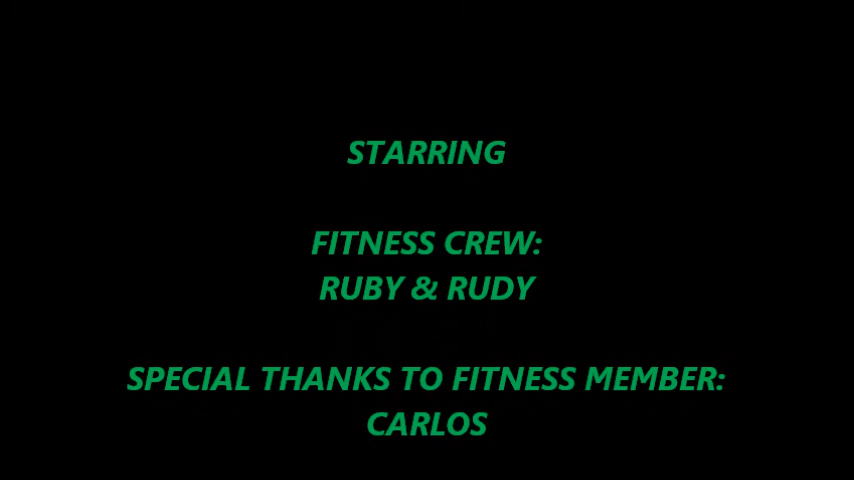 STARRING
FITNESS CREW:
RUBY & RUDY
SPECIAL THANKS TO FITNESS MEMBER:
CARLOS